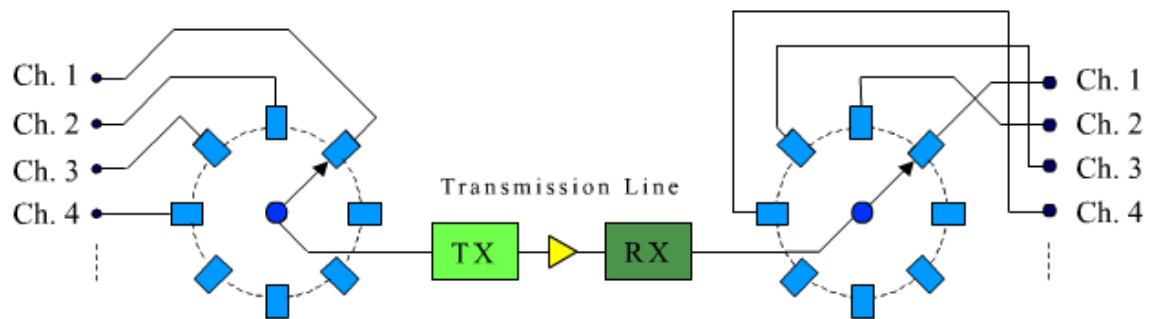 Ch. 1
Ch. 2
Ch. 3
Ch. 4
Transmission Line
TX
RX
Ch. 1
Ch. 2
Ch. 3
Ch. 4